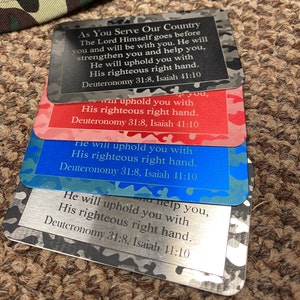 As You Serve Our Country
The Lord Himself goes before
you and will be with you. He will
strengthen you and help you,
He will uphold you with
His righteous right hand.
Deuteronomy 31:8, Isaiah 41:10
He will uphold you with
His righteous right hand.
Deuteronomy 31:8, Isaiah 41:10
He will uphold you with
His righteous right hand.
Deuteronomy 31:8, Isaiah 41:10
and help you,
He will uphold you with
His righteous right hand.
Deuteronomy 31:8, Isaiah 41:10